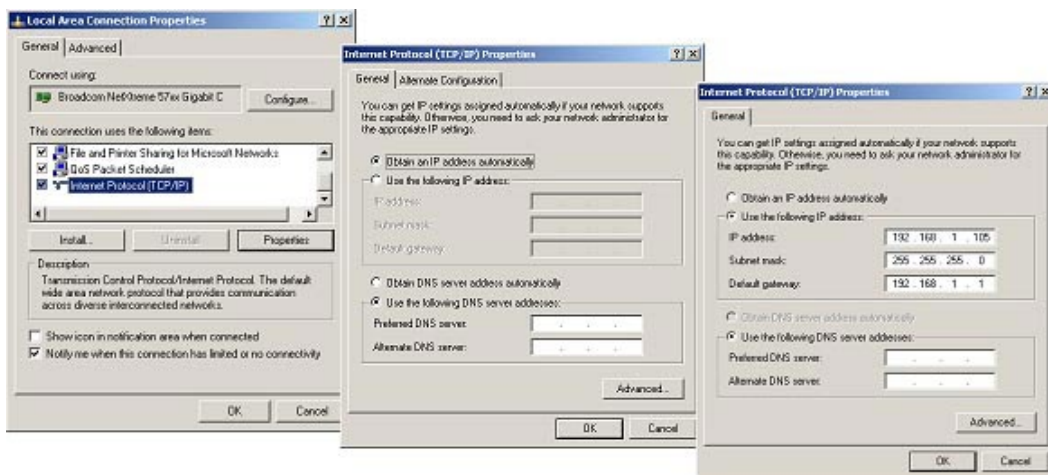 Local Area Connection Properties
General
Advanced
Connect using:
Broadcom NetXtreme 57xx Gigabit C
Configure...
This connection uses the following items:
File and Printer Sharing for Microsoft Networks
QoS Packet Scheduler
Internet Protocol (TCP/IP)
Install...
Uninstall
Properties
Description
Transmission Control Protocol/Internet Protocol. The default
wide area network protocol that provides communication
across diverse interconnected networks.
Show icon in notification area when connected
Notify me when this connection has limited or no connectivity
OK
Cancel
Internet Protocol (TCP/IP) Properties
General
Alternate Configuration
You can get IP settings assigned automatically if your network supports
this capability. Otherwise, you need to ask your network administrator for
the appropriate IP settings.
Obtain an IP address automatically
Use the following IP address:
IP address:
Subnet mask:
Default gateway:
Obtain DNS server address automatically
Use the following DNS server addresses:
Preferred DNS server:
Alternate DNS server:
Advanced...
OK
Cancel
Internet Protocol (TCP/IP) Properties
General
You can get IP settings assigned automatically if your network supports
this capability. Otherwise, you need to ask your network administrator for
the appropriate IP settings.
Obtain an IP address automatically
Use the following IP address:
IP address: 192 . 168 . 1 . 105
Subnet mask: 255 . 255 . 255 . 0
Default gateway: 192 . 168 . 1 . 1
Obtain DNS server address automatically
Use the following DNS server addresses:
Preferred DNS server:
Alternate DNS server:
Advanced...
OK
Cancel